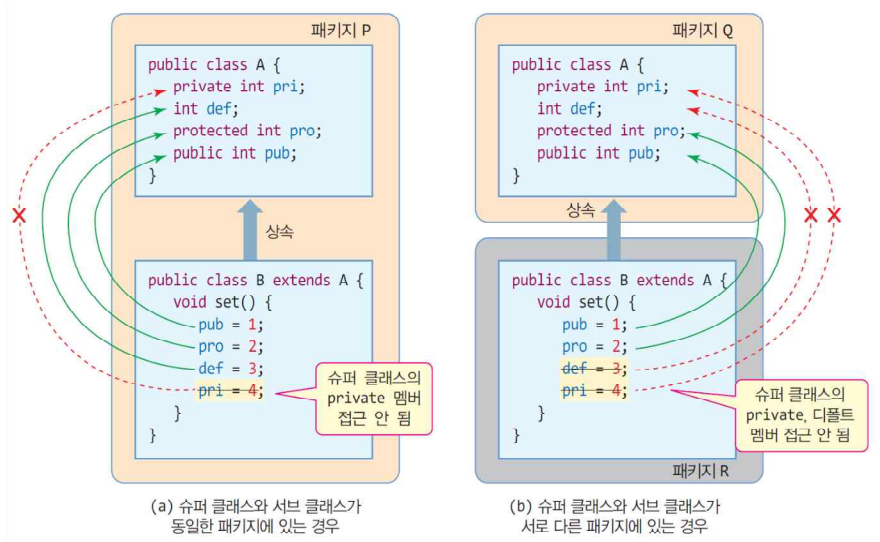 패키지 P
public class A {
private int pri;
int def;
protected int pro;
public int pub;
}
상속
public class B extends A {
void set() {
pub = 1;
pro = 2;
def = 3;
pri = 4;
}
}
슈퍼 클래스의
private 멤버
접근 안 됨
(a) 슈퍼 클래스와 서브 클래스가
동일한 패키지에 있는 경우
패키지 Q
public class A {
private int pri;
int def;
protected int pro;
public int pub;
}
상속
public class B extends A {
void set() {
pub = 1;
pro = 2;
def = 3;
pri = 4;
}
}
슈퍼 클래스의
private, 디폴트
멤버 접근 안 됨
패키지 R
(b) 슈퍼 클래스와 서브 클래스가
서로 다른 패키지에 있는 경우